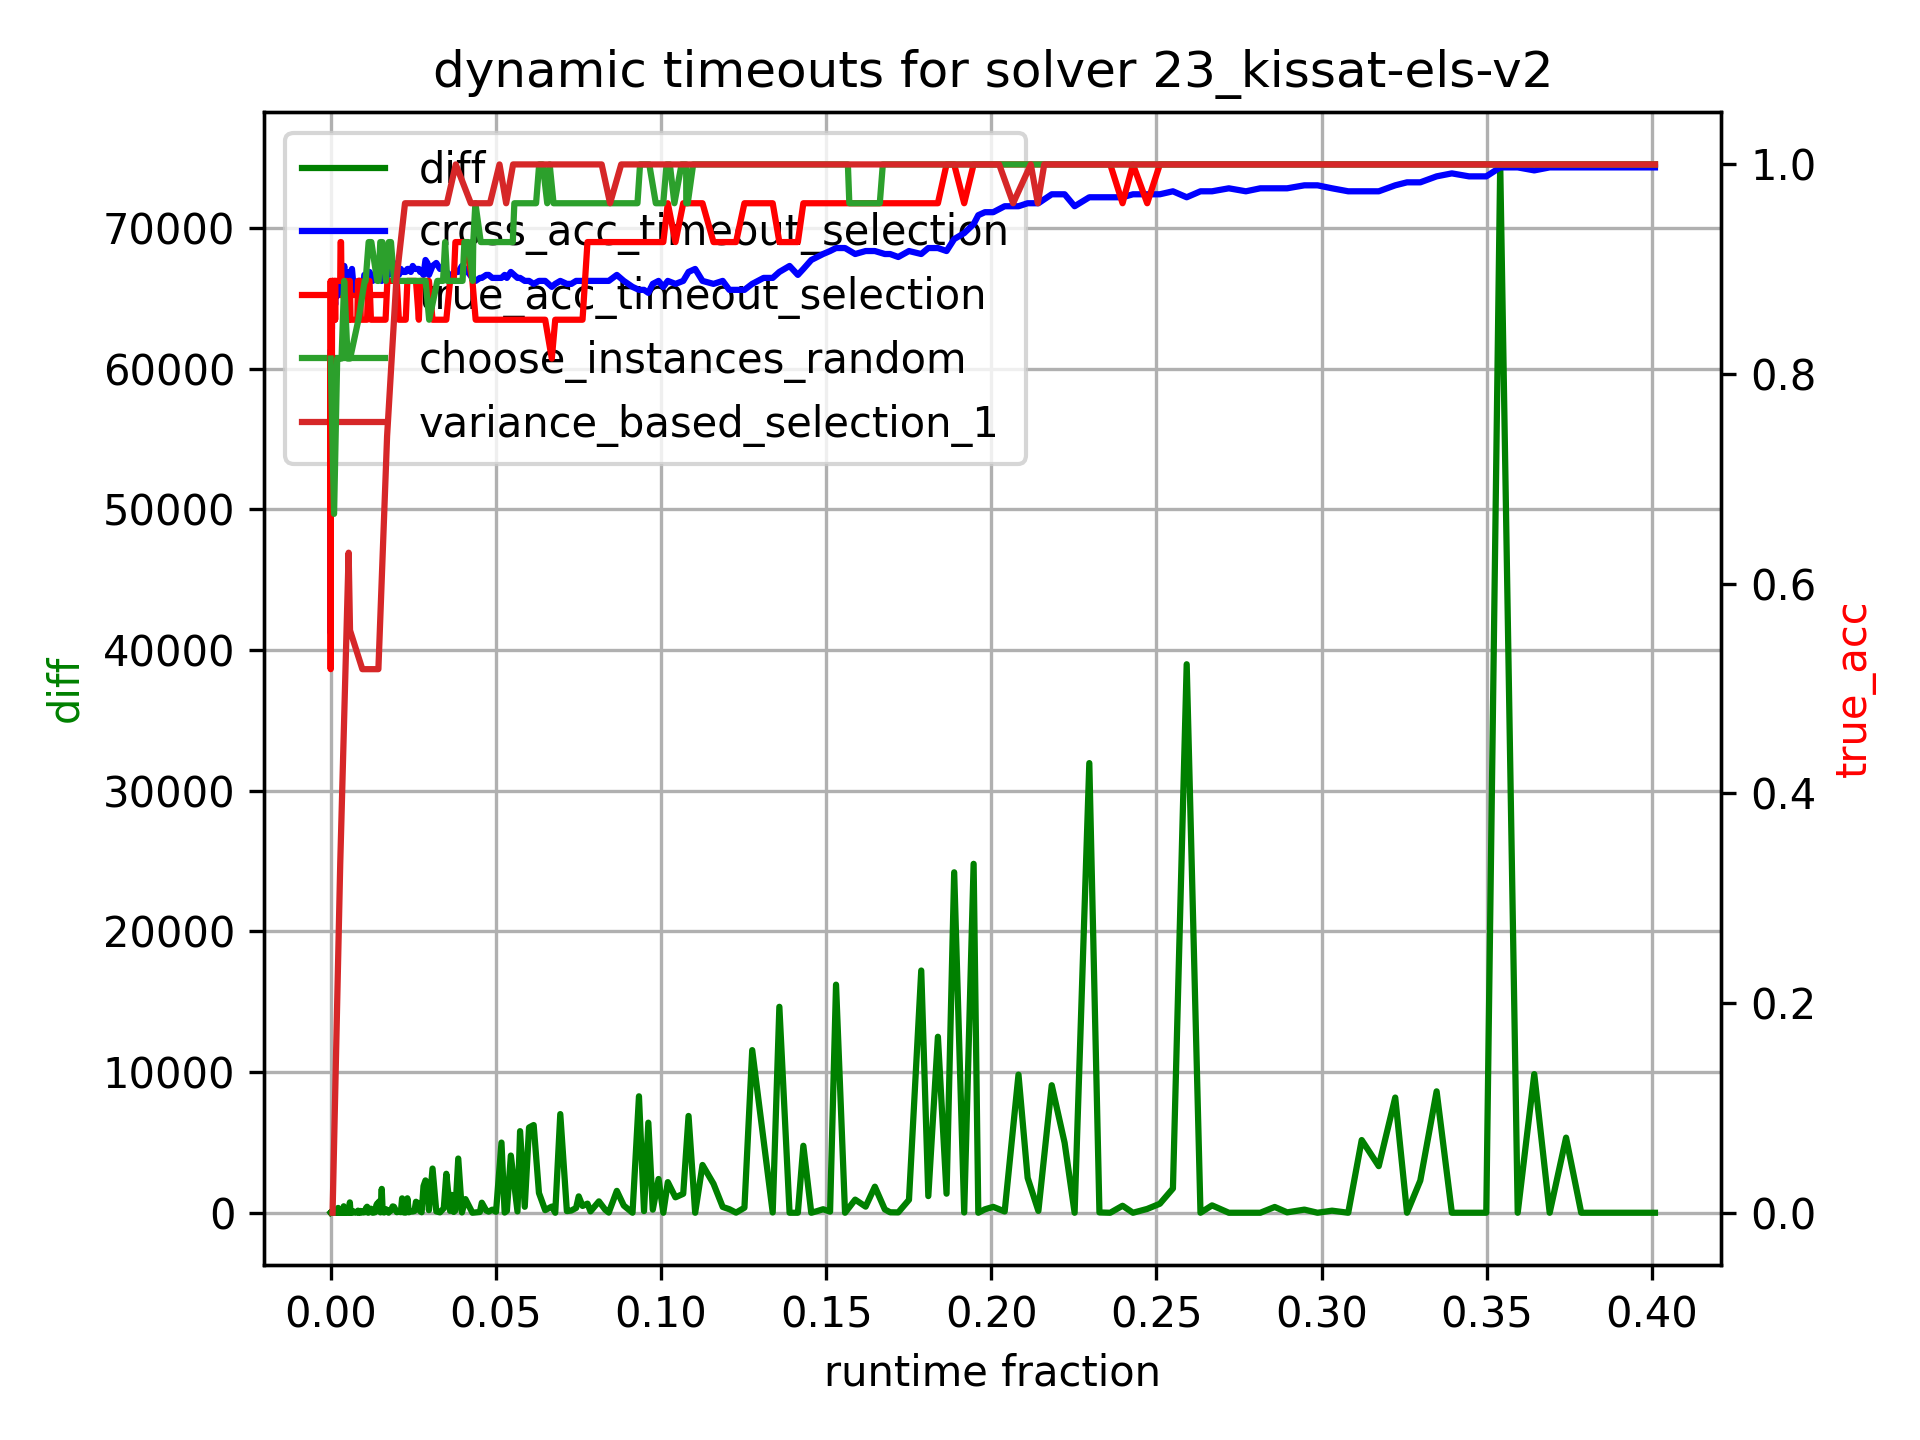 dynamic timeouts for solver 23_kissat-els-v2
diff
cross_acc_timeout_selection
true_acc_timeout_selection
choose_instances_random
variance_based_selection_1
70000
60000
50000
40000
30000
20000
10000
0
diff
1.0
0.8
0.6
0.4
0.2
0.0
true_acc
0.00 0.05 0.10 0.15 0.20 0.25 0.30 0.35 0.40
runtime fraction